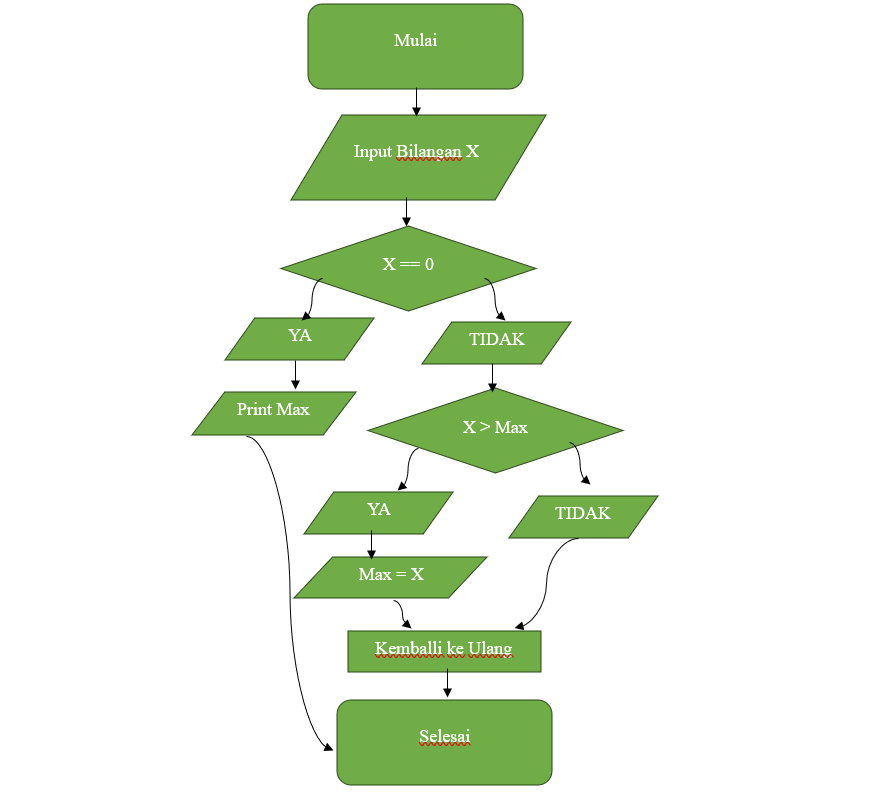 Mulai
Input Bilangan X
X == 0
YA
TIDAK
Print Max
X > Max
YA
TIDAK
Max = X
Kemballi ke Ulang
Selesai